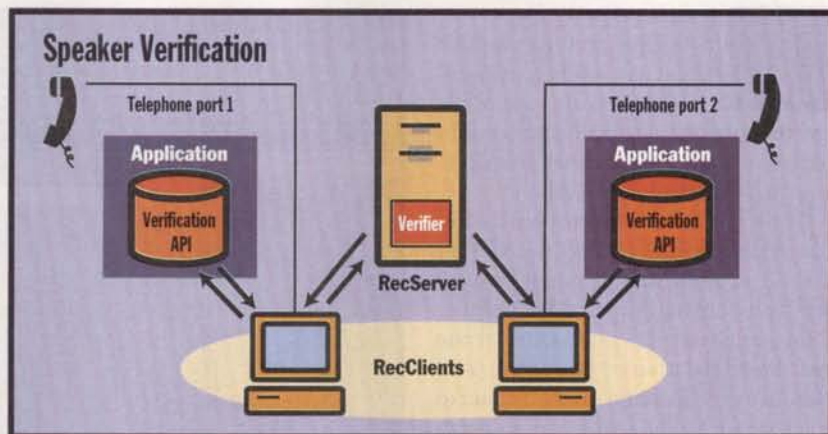 Speaker Verification
Telephone port 1
Telephone port 2
Application
Application
Verification
API
Verifier
Verification
API
RecServer
RecClients